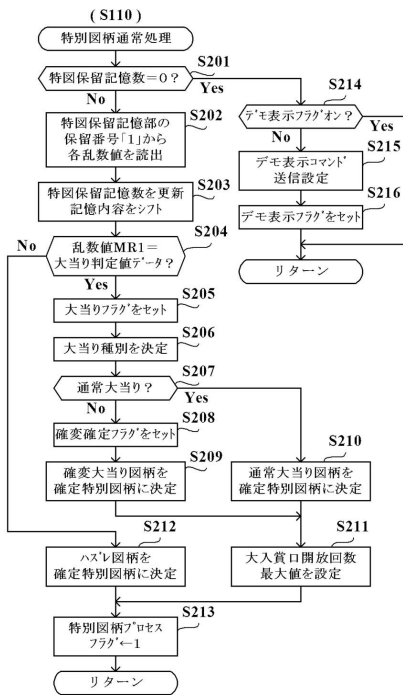 (S110)
特別図柄通常処理
S201
特図保留記憶数=0？
Yes
No
S202
特図保留記憶部の
保留番号「1」から
各乱数値を読出
S203
特図保留記憶数を更新
記憶内容をシフト
S204
No
乱数値MR1=
大当り判定値データ？
Yes
S205
大当りフラグをセット
S206
大当り種別を決定
S207
通常大当り？
No
Yes
S208
確変確定フラグをセット
S209
確変大当り図柄を
確定特別図柄に決定
S210
通常大当り図柄を
確定特別図柄に決定
S212
ハズレ図柄を
確定特別図柄に決定
S211
大入賞口開放回数
最大値を設定
S213
特別図柄プロセス
フラグ←1
リターン
S214
デモ表示フラグオン？
Yes
No
S215
デモ表示コマンド
送信設定
S216
デモ表示フラグをセット
リターン